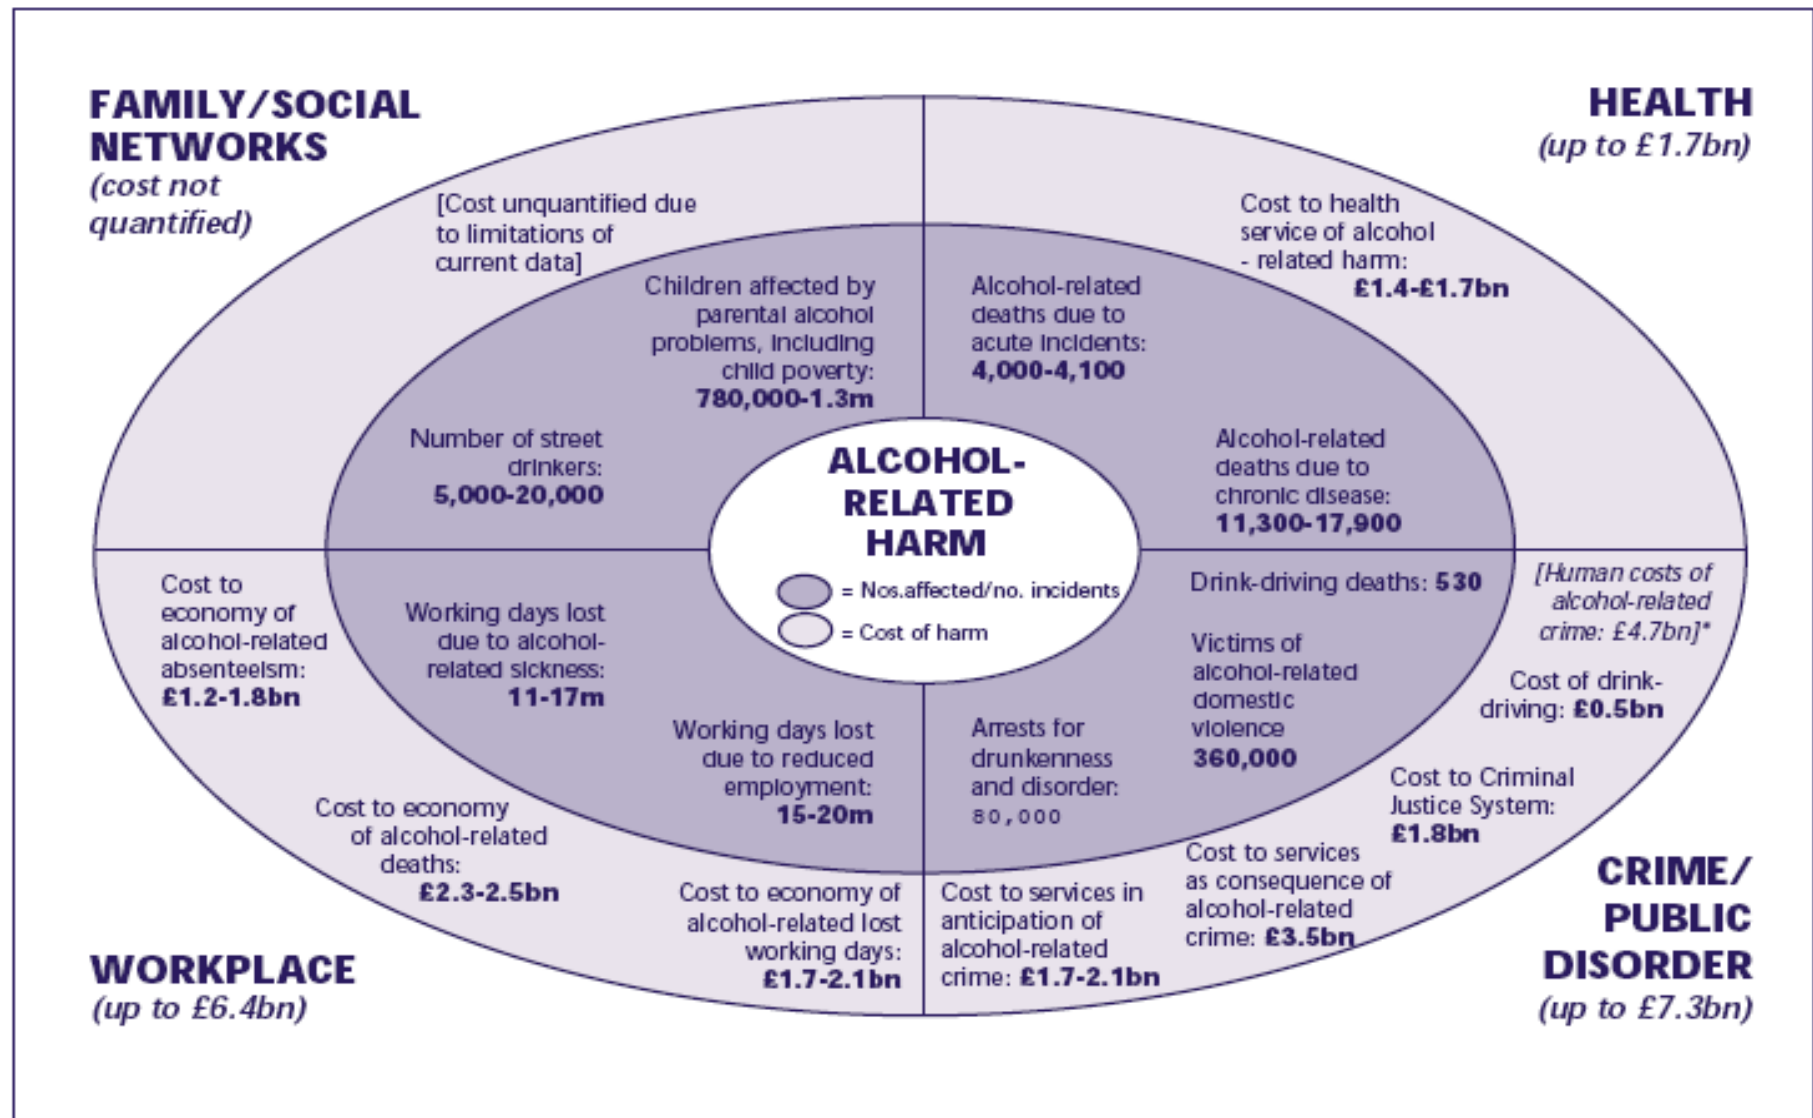 FAMILY/SOCIAL
NETWORKS
(cost not
quantified)
HEALTH
(up to £1.7bn)
[Cost unquantified due
to limitations of
current data]
Cost to health
service of alcohol
- related harm:
£1.4-£1.7bn
Children affected by
parental alcohol
problems, including
child poverty:
780,000-1.3m
Alcohol-related
deaths due to
acute incidents:
4,000-4,100
Number of street
drinkers:
5,000-20,000
Alcohol-related
deaths due to
chronic disease:
11,300-17,900
ALCOHOL-
RELATED
HARM
= Nos.affected/no. incidents
= Cost of harm
Cost to
economy of
alcohol-related
absenteeism:
£1.2-1.8bn
Working days lost
due to alcohol-
related sickness:
11-17m
Working days lost
due to reduced
employment:
15-20m
Cost to economy
of alcohol-related
deaths:
£2.3-2.5bn
Cost to economy of
alcohol-related lost
working days:
£1.7-2.1bn
WORKPLACE
(up to £6.4bn)
Drink-driving deaths: 530
Victims of
alcohol-related
domestic
violence
360,000
Arrests for
drunkenness
and disorder:
80,000
[Human costs of
alcohol-related
crime: £4.7bn]*
Cost of drink-
driving: £0.5bn
Cost to Criminal
Justice System:
£1.8bn
Cost to services
as consequence of
alcohol-related
crime: £3.5bn
Cost to services in
anticipation of
alcohol-related
crime: £1.7-2.1bn
CRIME/
PUBLIC
DISORDER
(up to £7.3bn)